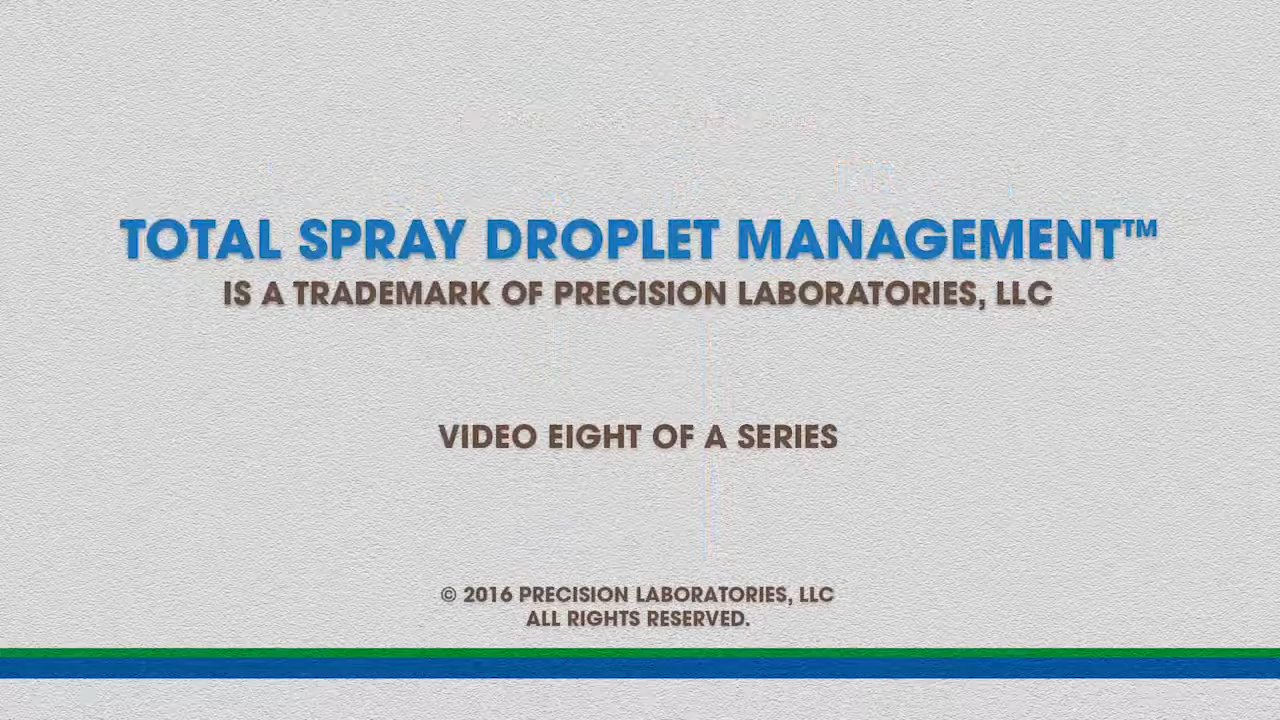 TOTAL SPRAY DROPLET MANAGEMENT™
IS A TRADEMARK OF PRECISION LABORATORIES, LLC
VIDEO EIGHT OF A SERIES
© 2016 PRECISION LABORATORIES, LLC
ALL RIGHTS RESERVED.